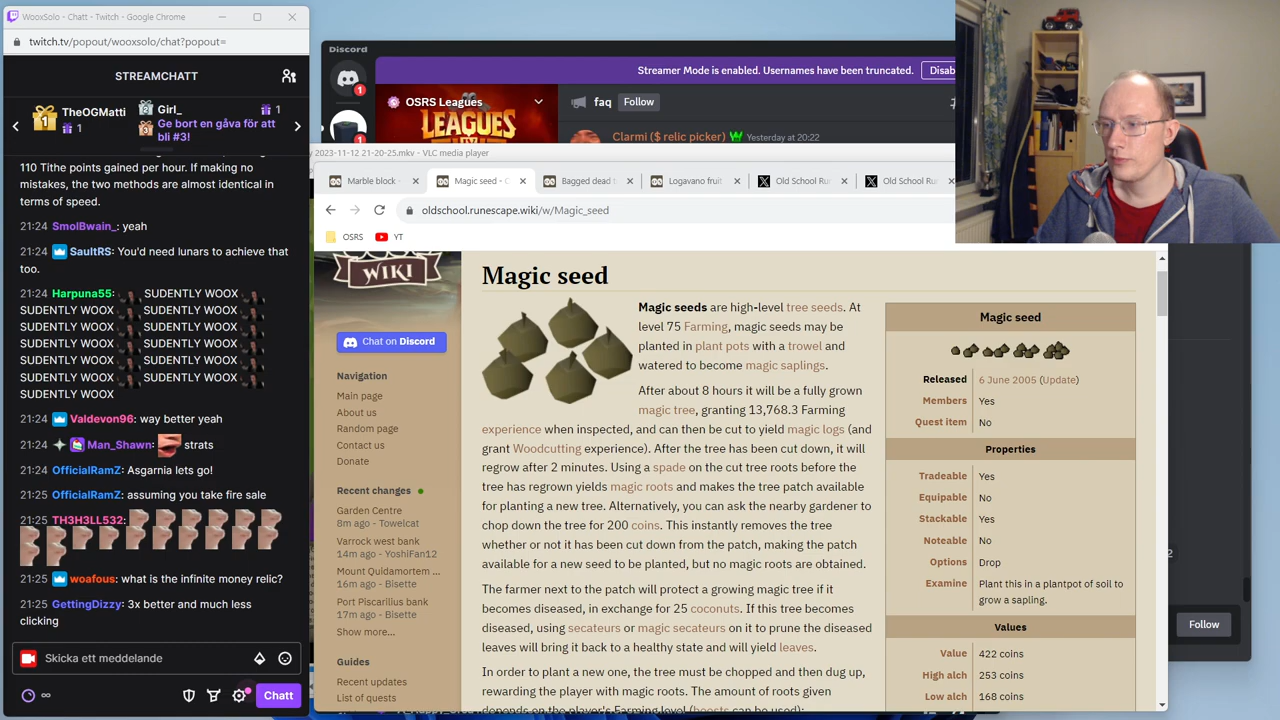 WooxSolo - Chatt - Twitch - Google Chrome
twitch.tv/popout/wooxsolo/chat?popout=
STREAMCHATT
TheOGMatti
1
Girl_
1
Ge bort en gåva för att
bli #3!
110 Tithe points gained per hour. If making no
mistakes, the two methods are almost identical in
terms of speed.
21:24 SmolBwain_: yeah
21:24 SaultRS: You'd need lunars to achieve that
too.
21:24 Harpuna55: SUDENTLY WOOX
SUDENTLY WOOX SUDENTLY WOOX
SUDENTLY WOOX SUDENTLY WOOX
SUDENTLY WOOX SUDENTLY WOOX
SUDENTLY WOOX SUDENTLY WOOX
SUDENTLY WOOX SUDENTLY WOOX
SUDENTLY WOOX
21:24 Valdevon96: way better yeah
21:24 Man_Shawn: strats
21:24 OfficialRamZ: Asgarnia lets go!
21:25 OfficialRamZ: assuming you take fire sale
21:25 TH3H3LL532:
21:25 woafous: what is the infinite money relic?
21:25 GettingDizzy: 3x better and much less
clicking
Skicka ett meddelande
∞
Chatt
Discord
1
1
Streamer Mode is enabled. Usernames have been truncated.
Disab
OSRS Leagues
LEAGUES
faq
Follow
Clarmi ($ relic picker) Yesterday at 20:22
2023-11-12 21-20-25.mkv - VLC media player
Marble block -
Magic seed - O
Bagged dead t
Logavano fruit
Old School Run
Old School Run
oldschool.runescape.wiki/w/Magic_seed
OSRS
YT
WIKI
Chat on Discord
Navigation
Main page
About us
Random page
Contact us
Donate
Recent changes
Garden Centre
8m ago - Towelcat
Varrock west bank
14m ago - YoshiFan12
Mount Quidamortem ...
16m ago - Bisette
Port Piscarilius bank
17m ago - Bisette
Show more...
Guides
Recent updates
List of quests
Magic seed
Magic seeds are high-level tree seeds. At
level 75 Farming, magic seeds may be
planted in plant pots with a trowel and
watered to become magic saplings.
After about 8 hours it will be a fully grown
magic tree, granting 13,768.3 Farming
experience when inspected, and can then be cut to yield magic logs (and
grant Woodcutting experience). After the tree has been cut down, it will
regrow after 2 minutes. Using a spade on the cut tree roots before the
tree has regrown yields magic roots and makes the tree patch available
for planting a new tree. Alternatively, you can ask the nearby gardener to
chop down the tree for 200 coins. This instantly removes the tree
whether or not it has been cut down from the patch, making the patch
available for a new seed to be planted, but no magic roots are obtained.
The farmer next to the patch will protect a growing magic tree if it
becomes diseased, in exchange for 25 coconuts. If this tree becomes
diseased, using secateurs or magic secateurs on it to prune the diseased
leaves will bring it back to a healthy state and will yield leaves.
In order to plant a new one, the tree must be chopped and then dug up,
rewarding the player with magic roots. The amount of roots given
depends on the player's Farming level (boosts can be used):
Magic seed
Released 6 June 2005 (Update)
Members Yes
Quest item No
Properties
Tradeable Yes
Equipable No
Stackable Yes
Noteable No
Options Drop
Examine Plant this in a plantpot of soil to
grow a sapling.
Values
Value 422 coins
High alch 253 coins
Low alch 168 coins
2
Follow